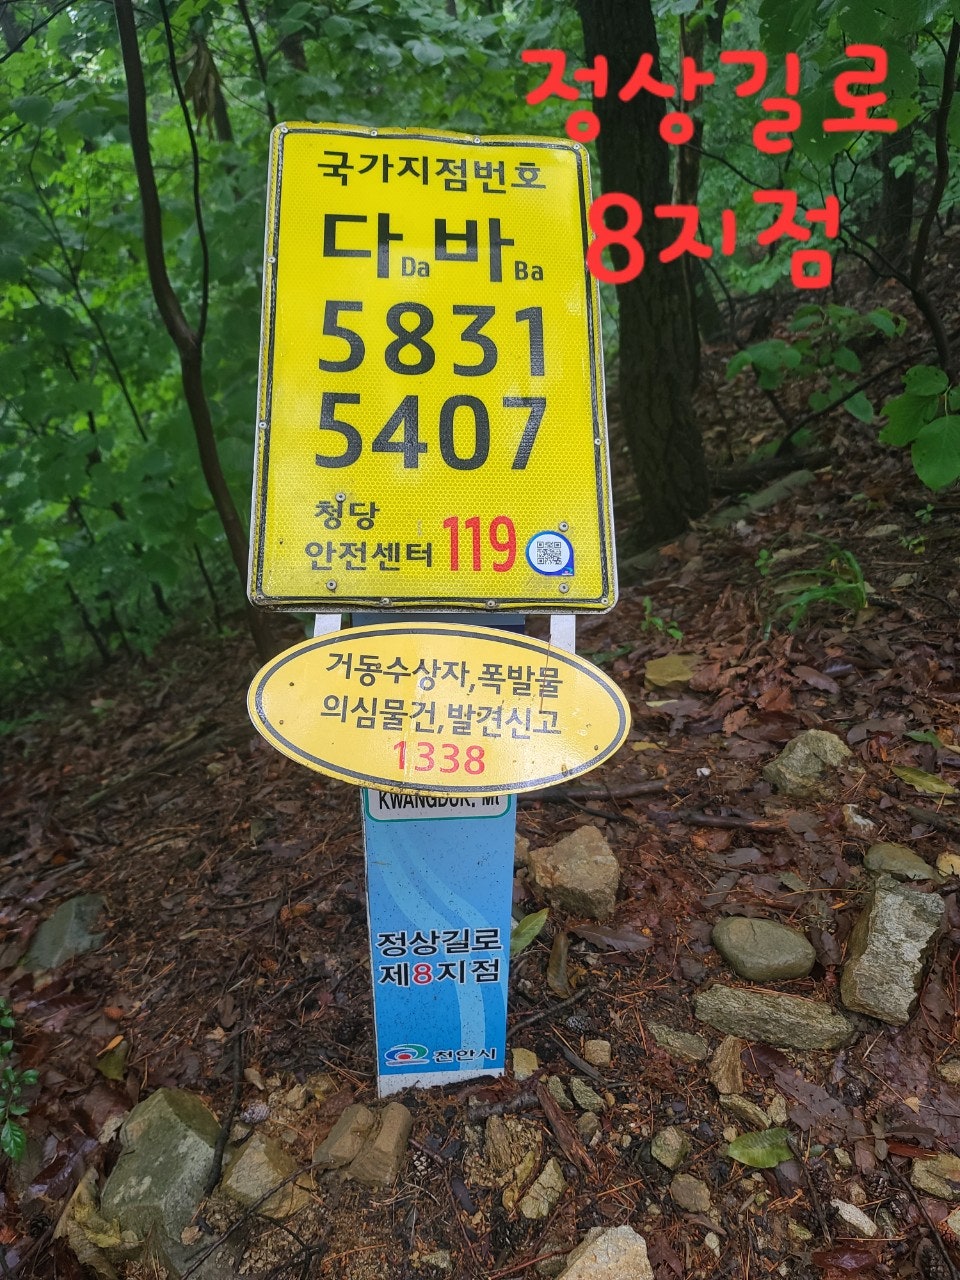 정상길로
8지점
국가지점번호
다Da바Ba
5831
5407
청당
안전센터 119
거동수상자,폭발물
의심물건,발견신고
1338
KWANGDUK, Mt
정상길로
제8지점
천안시